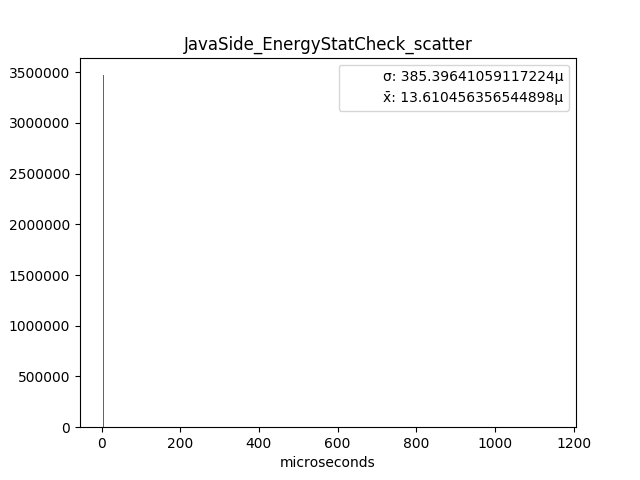 JavaSide_EnergyStatCheck_scatter
σ: 385.39641059117224μ
x̄: 13.610456356544898μ
3500000
3000000
2500000
2000000
1500000
1000000
500000
0
0 200 400 600 800 1000 1200
microseconds